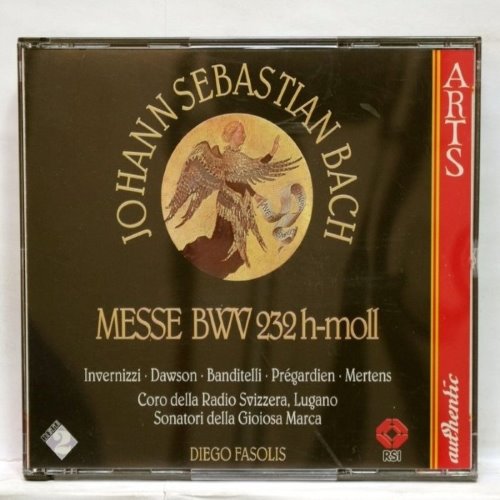 JOHANN SEBASTIAN BACH
MESSE BWV 232 h-moll
Invernizzi · Dawson · Banditelli · Prégardien · Mertens
Coro della Radio Svizzera, Lugano
Sonatori della Gioiosa Marca
DIEGO FASOLIS
2
RSI
ARTS
authentic